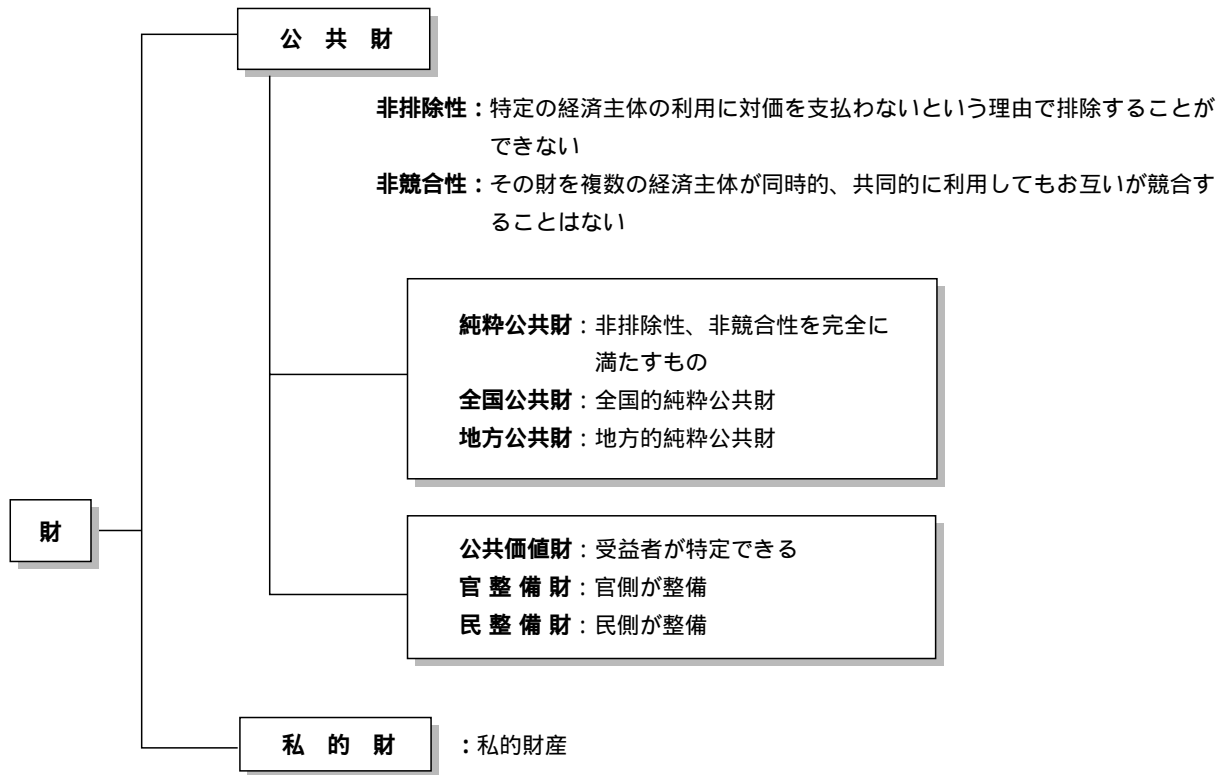 公 共 財
非排除性：特定の経済主体の利用に対価を支払わないという理由で排除することが
できない
非競合性：その財を複数の経済主体が同時的、共同的に利用してもお互いが競合す
ることはない
純粋公共財：非排除性、非競合性を完全に
満たすもの
全国公共財：全国的純粋公共財
地方公共財：地方的純粋公共財
財
公共価値財：受益者が特定できる
官 整 備 財：官側が整備
民 整 備 財：民側が整備
私 的 財 ：私的財産